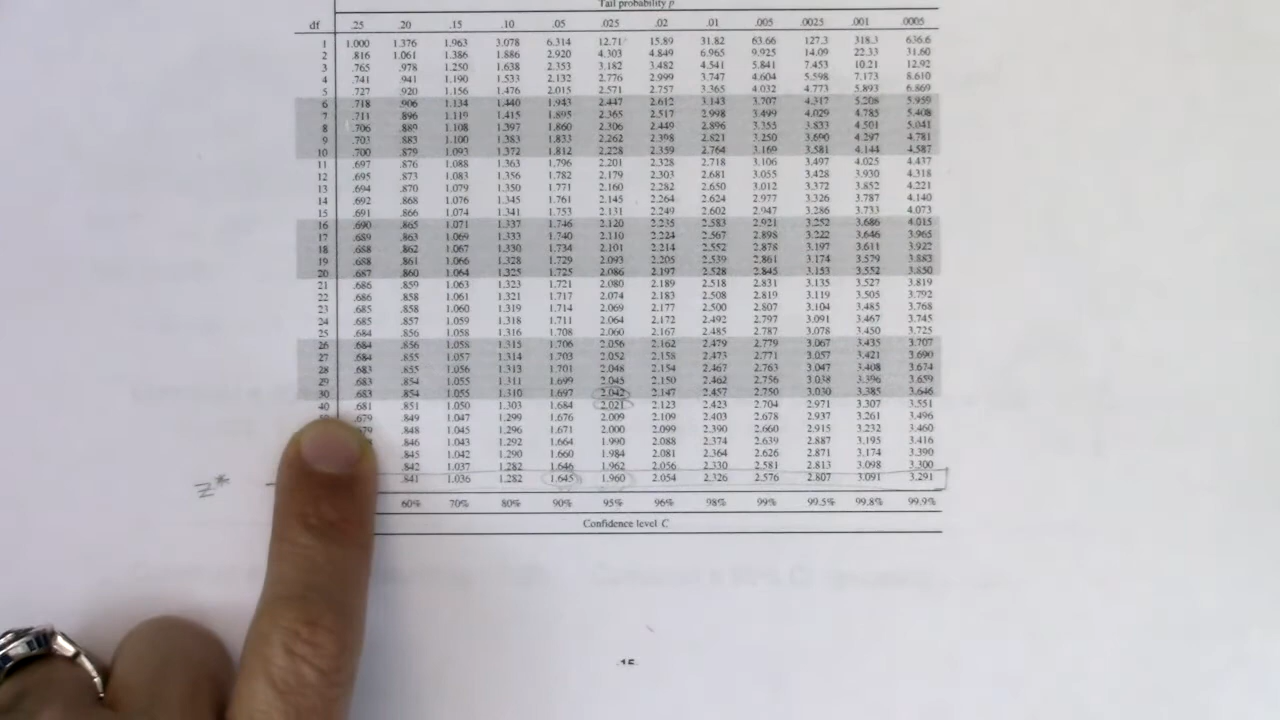 Tail probability p
df .25 .20 .15 .10 .05 .025 .02 .01 .005 .0025 .001 .0005
1 1.000 1.376 1.963 3.078 6.314 12.71 15.89 31.82 63.66 127.3 318.3 636.6
2 .816 1.061 1.386 1.886 2.920 4.303 4.849 6.965 9.925 14.09 22.33 31.60
3 .765 .978 1.250 1.638 2.353 3.182 3.482 4.541 5.841 7.453 10.21 12.92
4 .741 .941 1.190 1.533 2.132 2.776 2.999 3.747 4.604 5.598 7.173 8.610
5 .727 .920 1.156 1.476 2.015 2.571 2.757 3.365 4.032 4.773 5.893 6.869
6 .718 .906 1.134 1.440 1.943 2.447 2.612 3.143 3.707 4.317 5.208 5.959
7 .711 .896 1.119 1.415 1.895 2.365 2.517 2.998 3.499 4.029 4.785 5.408
8 .706 .889 1.108 1.397 1.860 2.306 2.449 2.896 3.355 3.833 4.501 5.041
9 .703 .883 1.100 1.383 1.833 2.262 2.398 2.821 3.250 3.690 4.297 4.781
10 .700 .879 1.093 1.372 1.812 2.228 2.359 2.764 3.169 3.581 4.144 4.587
11 .697 .876 1.088 1.363 1.796 2.201 2.328 2.718 3.106 3.497 4.025 4.437
12 .695 .873 1.083 1.356 1.782 2.179 2.303 2.681 3.055 3.428 3.930 4.318
13 .694 .870 1.079 1.350 1.771 2.160 2.282 2.650 3.012 3.372 3.852 4.221
14 .692 .868 1.076 1.345 1.761 2.145 2.264 2.624 2.977 3.326 3.787 4.140
15 .691 .866 1.074 1.341 1.753 2.131 2.249 2.602 2.947 3.286 3.733 4.073
16 .690 .865 1.071 1.337 1.746 2.120 2.235 2.583 2.921 3.252 3.686 4.015
17 .689 .863 1.069 1.333 1.740 2.110 2.224 2.567 2.898 3.222 3.646 3.965
18 .688 .862 1.067 1.330 1.734 2.101 2.214 2.552 2.878 3.197 3.611 3.922
19 .688 .861 1.066 1.328 1.729 2.093 2.205 2.539 2.861 3.174 3.579 3.883
20 .687 .860 1.064 1.325 1.725 2.086 2.197 2.528 2.845 3.153 3.552 3.850
21 .686 .859 1.063 1.323 1.721 2.080 2.189 2.518 2.831 3.135 3.527 3.819
22 .686 .858 1.061 1.321 1.717 2.074 2.183 2.508 2.819 3.119 3.505 3.792
23 .685 .858 1.060 1.319 1.714 2.069 2.177 2.500 2.807 3.104 3.485 3.768
24 .685 .857 1.059 1.318 1.711 2.064 2.172 2.492 2.797 3.091 3.467 3.745
25 .684 .856 1.058 1.316 1.708 2.060 2.167 2.485 2.787 3.078 3.450 3.725
26 .684 .856 1.058 1.315 1.706 2.056 2.162 2.479 2.779 3.067 3.435 3.707
27 .684 .855 1.057 1.314 1.703 2.052 2.158 2.473 2.771 3.057 3.421 3.690
28 .683 .855 1.056 1.313 1.701 2.048 2.154 2.467 2.763 3.047 3.408 3.674
29 .683 .854 1.055 1.311 1.699 2.045 2.150 2.462 2.756 3.038 3.396 3.659
30 .683 .854 1.055 1.310 1.697 2.042 2.147 2.457 2.750 3.030 3.385 3.646
40 .681 .851 1.050 1.303 1.684 2.021 2.123 2.423 2.704 2.971 3.307 3.551
.679 .849 1.047 1.299 1.676 2.009 2.109 2.403 2.678 2.937 3.261 3.496
.848 1.045 1.296 1.671 2.000 2.099 2.390 2.660 2.915 3.232 3.460
.846 1.043 1.292 1.664 1.990 2.088 2.374 2.639 2.887 3.195 3.416
.845 1.042 1.290 1.660 1.984 2.081 2.364 2.626 2.871 3.174 3.390
.842 1.037 1.282 1.646 1.962 2.056 2.330 2.581 2.813 3.098 3.300
z* .841 1.036 1.282 1.645 1.960 2.054 2.326 2.576 2.807 3.091 3.291
60% 70% 80% 90% 95% 96% 98% 99% 99.5% 99.8% 99.9%
Confidence level C